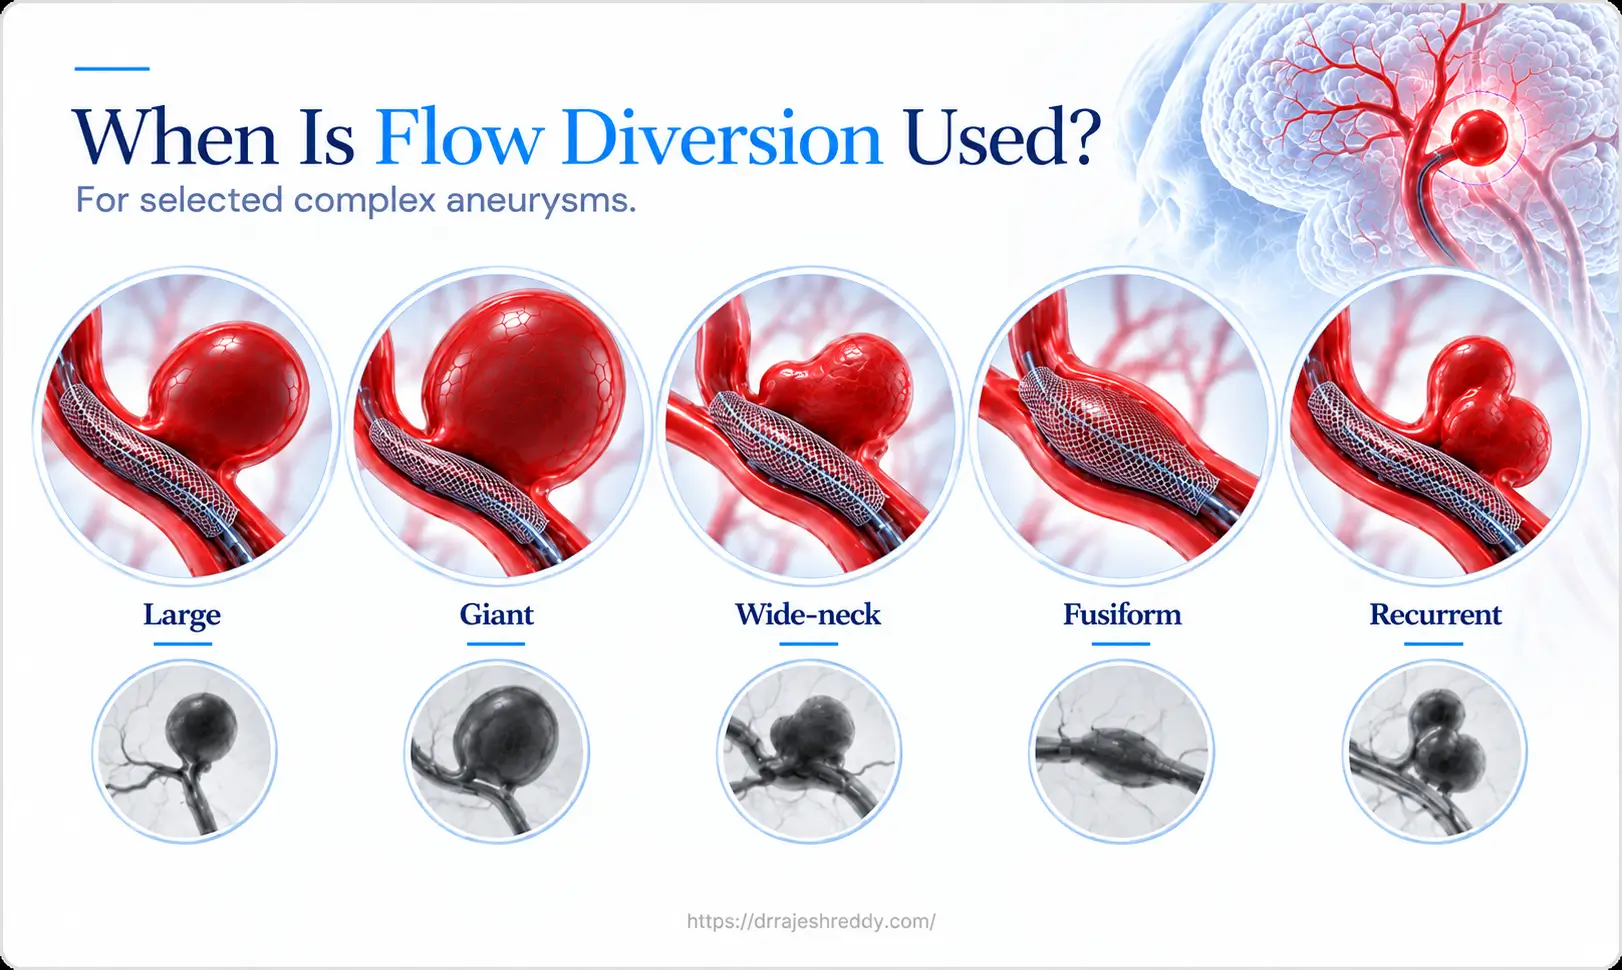 When Is Flow Diversion Used?
For selected complex aneurysms.
Large
Giant
Wide-neck
Fusiform
Recurrent
https://drrajeshreddy.com/